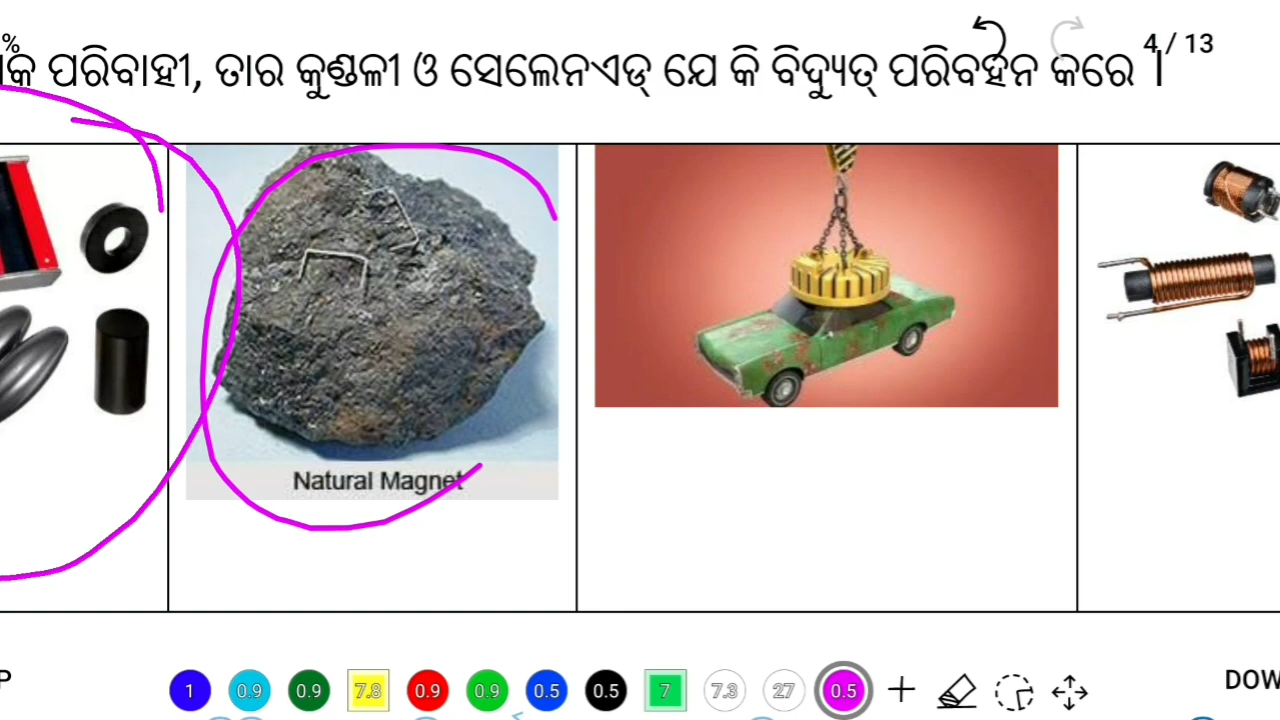 %
4 / 13
ପରିବାହୀ, ତାର କୁଣ୍ଡଳୀ ଓ ସେଲେନଏଡ୍ ଯେ କି ବିଦ୍ୟୁତ୍ ପରିବହନ କରେ ।
Natural Magnet
P
1 0.9 0.9 7.8 0.9 0.9 0.5 0.5 7 7.3 27 0.5
DOW